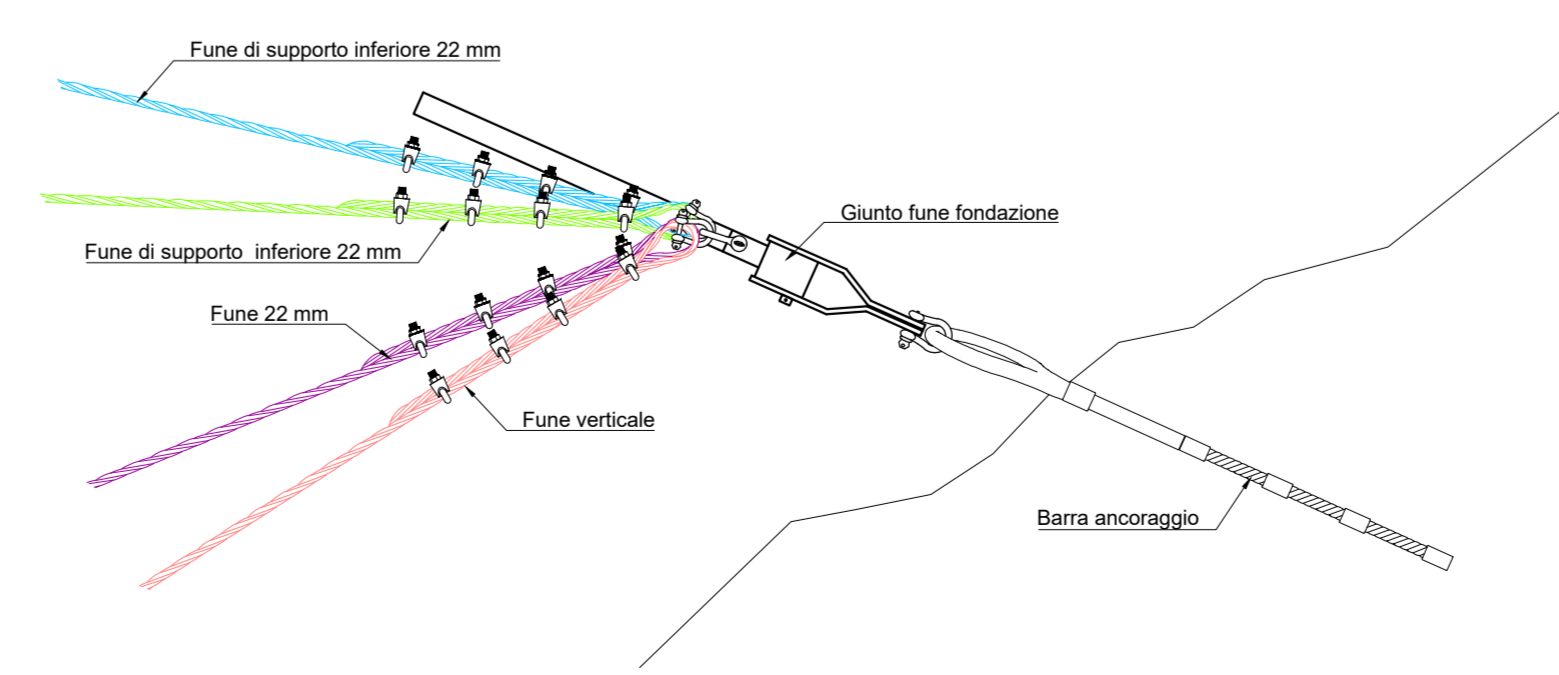 Fune di supporto inferiore 22 mm
Giunto fune fondazione
Fune di supporto  inferiore 22 mm
Fune 22 mm
Fune verticale
Barra ancoraggio